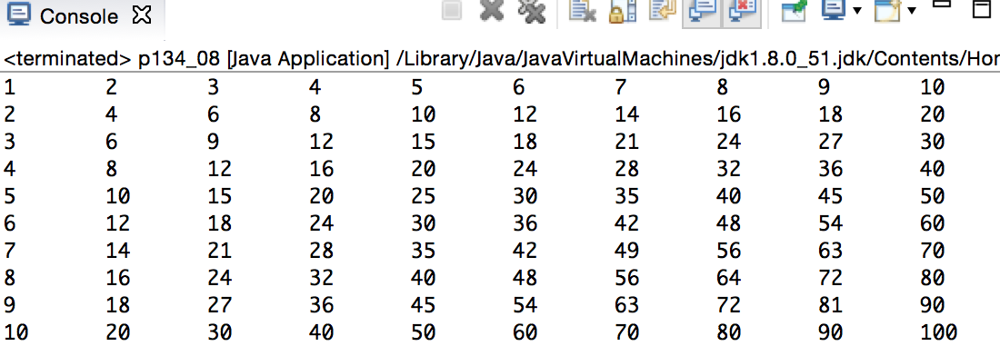 Console
<terminated> p134_08 [Java Application] /Library/Java/JavaVirtualMachines/jdk1.8.0_51.jdk/Contents/Hor
1 2 3 4 5 6 7 8 9 10
2 4 6 8 10 12 14 16 18 20
3 6 9 12 15 18 21 24 27 30
4 8 12 16 20 24 28 32 36 40
5 10 15 20 25 30 35 40 45 50
6 12 18 24 30 36 42 48 54 60
7 14 21 28 35 42 49 56 63 70
8 16 24 32 40 48 56 64 72 80
9 18 27 36 45 54 63 72 81 90
10 20 30 40 50 60 70 80 90 100